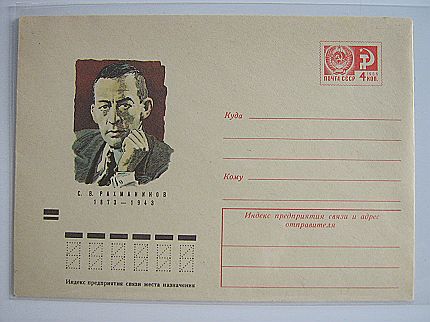 ПОЧТА СССР
1966
4 КОП.
Куда
Кому
С. В. РАХМАНИНОВ
1873—1943
Индекс предприятия связи и адрес
отправителя
Индекс предприятия связи места назначения